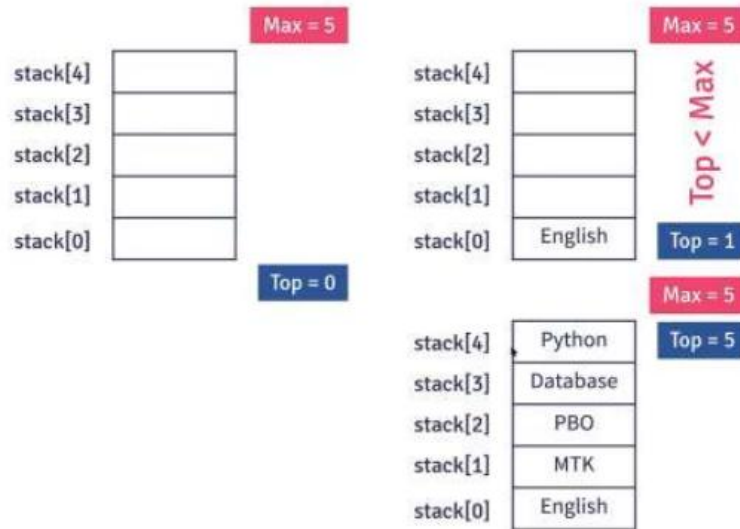 Max = 5
stack[4]
stack[3]
stack[2]
stack[1]
stack[0]
Top = 0
Max = 5
stack[4]
stack[3]
stack[2]
stack[1]
stack[0] English
Top < Max
Top = 1
Max = 5
stack[4] Python Top = 5
stack[3] Database
stack[2] PBO
stack[1] MTK
stack[0] English